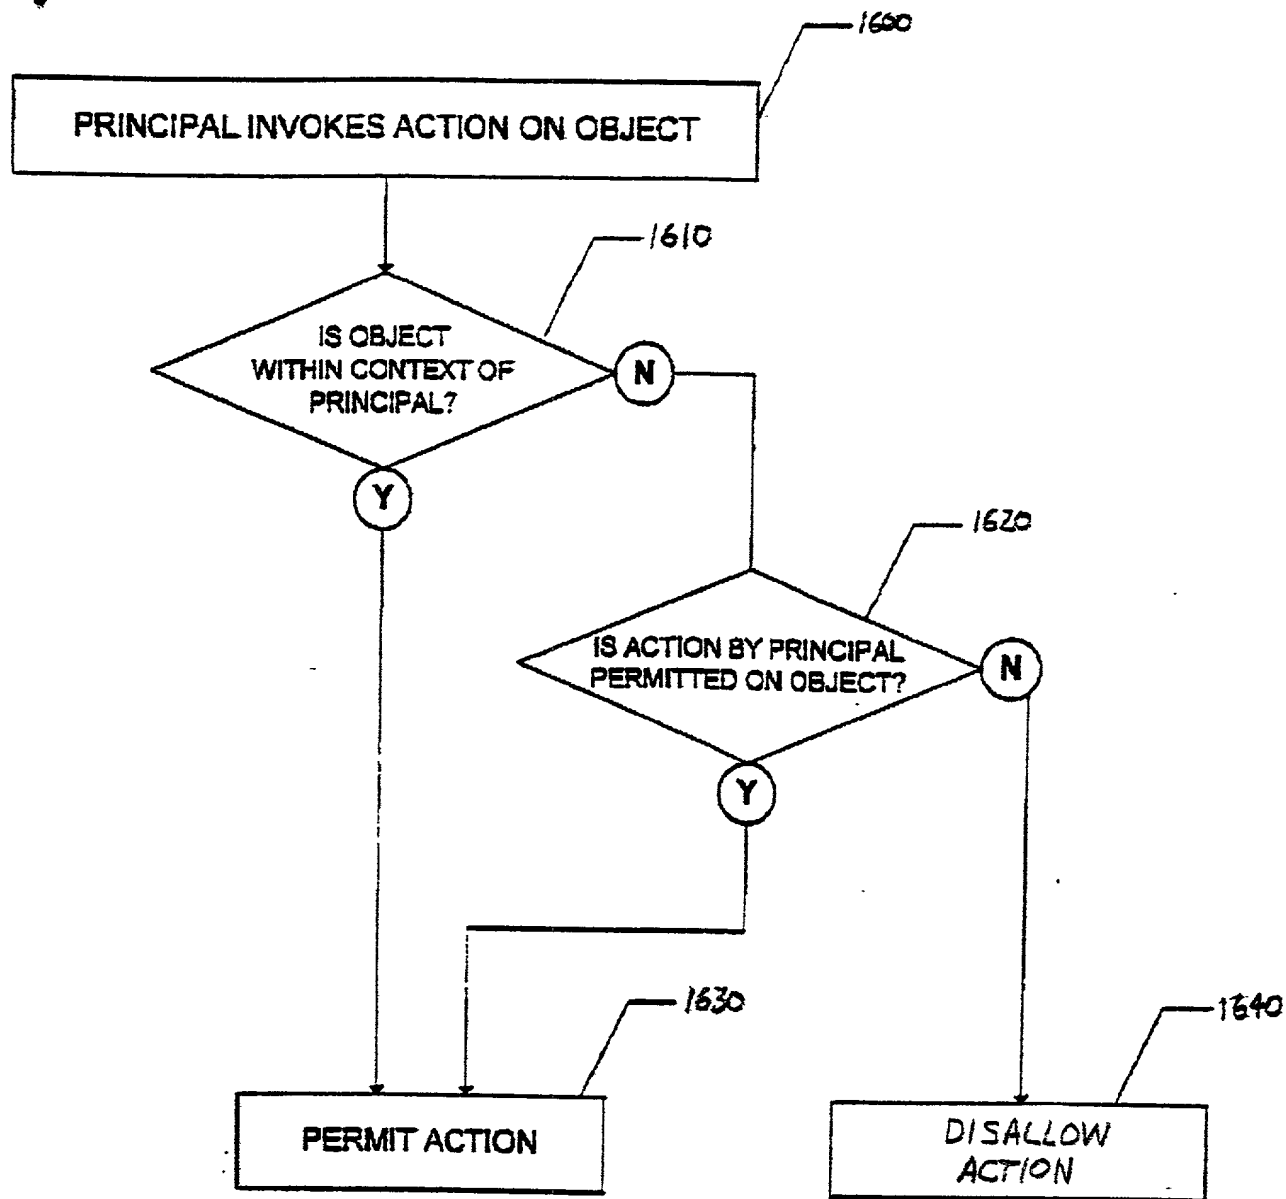 1600
PRINCIPAL INVOKES ACTION ON OBJECT
1610
IS OBJECT
WITHIN CONTEXT OF
PRINCIPAL?
N
Y
1620
IS ACTION BY PRINCIPAL
PERMITTED ON OBJECT?
N
Y
1630
1640
PERMIT ACTION
DISALLOW
ACTION